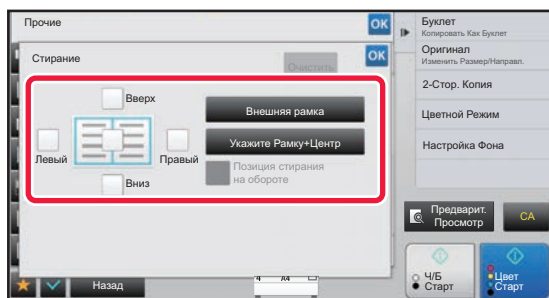 Прочие
OK
Стирание
OK
Очистить
Вверх
Левый
Правый
Вниз
Внешняя рамка
Укажите Рамку+Центр
Позиция стирания
на обороте
4 A4
Назад
Буклет
Копировать Как Буклет
Оригинал
Изменить Размер/Направл.
2-Стор. Копия
Цветной Режим
Настройка Фона
Предварит.
Просмотр
CA
Ч/Б
Старт
Цвет
Старт